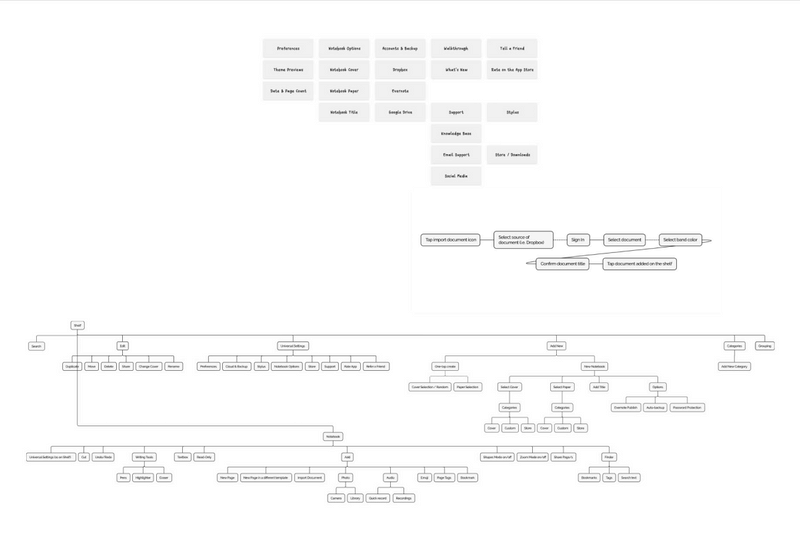 Preferences
Notebook Options
Accounts & Backup
Walkthrough
Tell a Friend
Theme Previews
Notebook Cover
Dropbox
What's New
Rate on the App Store
Date & Page Count
Notebook Paper
Evernote
Notebook Title
Google Drive
Support
Stylus
Knowledge Base
Email Support
Store / Downloads
Social Media
Tap import document icon
Select source of
document (i.e. Dropbox)
Sign in
Select document
Select band color
Confirm document title
Tap document added on the shelf
Shelf
Search
Edit
Universal Settings
Add New
Categories
Grouping
Duplicate
Move
Delete
Share
Change Cover
Rename
Preferences
Cloud & Backup
Stylus
Notebook Options
Store
Support
Rate App
Refer a Friend
One tap create
New Notebook
Add New Category
Cover Selection / Random
Paper Selection
Select Cover
Select Paper
Add Title
Options
Categories
Categories
Evernote Publish
Auto backup
Password Protection
Cover
Custom
Store
Cover
Custom
Store
Notebook
Universal Settings (as on Shelf)
Undo / Redo
Writing Tools
Textbox
Read-Only
Add
Shapes Mode on/off
Zoom Mode on/off
Share Page/s
Finder
Pens
Highlighter
Eraser
New Page
New Page in a different template
Import Document
Photo
Audio
Emoji
Page Tags
Bookmark
Bookmarks
Tags
Search text
Camera
Library
Quick record
Recordings